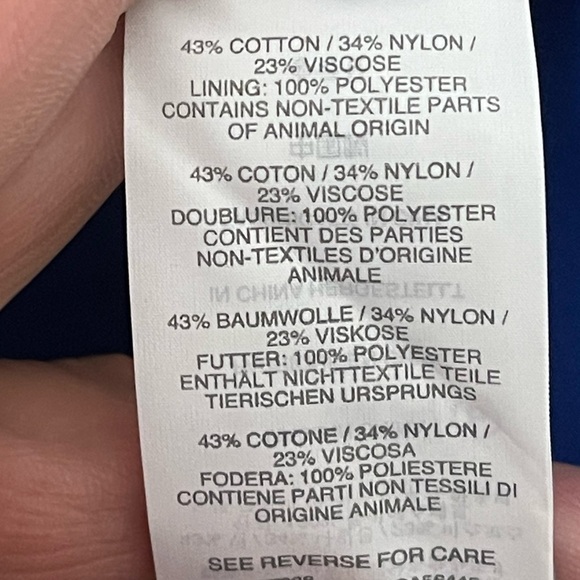 43% COTTON / 34% NYLON /
23% VISCOSE
LINING: 100% POLYESTER
CONTAINS NON-TEXTILE PARTS
OF ANIMAL ORIGIN
43% COTON / 34% NYLON /
23% VISCOSE
DOUBLURE: 100% POLYESTER
CONTIENT DES PARTIES
NON-TEXTILES D'ORIGINE
ANIMALE
43% BAUMWOLLE / 34% NYLON /
23% VISKOSE
FUTTER: 100% POLYESTER
ENTHÄLT NICHTTEXTILE TEILE
TIERISCHEN URSPRUNGS
43% COTONE / 34% NYLON /
23% VISCOSA
FODERA: 100% POLIESTERE
CONTIENE PARTI NON TESSILI DI
ORIGINE ANIMALE
SEE REVERSE FOR CARE